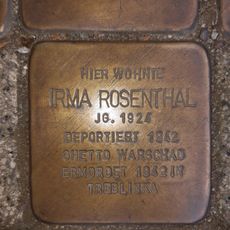 HIER WOHNTE
IRMA ROSENTHAL
JG. 1924
DEPORTIERT 1942
GHETTO WARSCHAU
ERMORDET 1942 IN
TREBLINKA